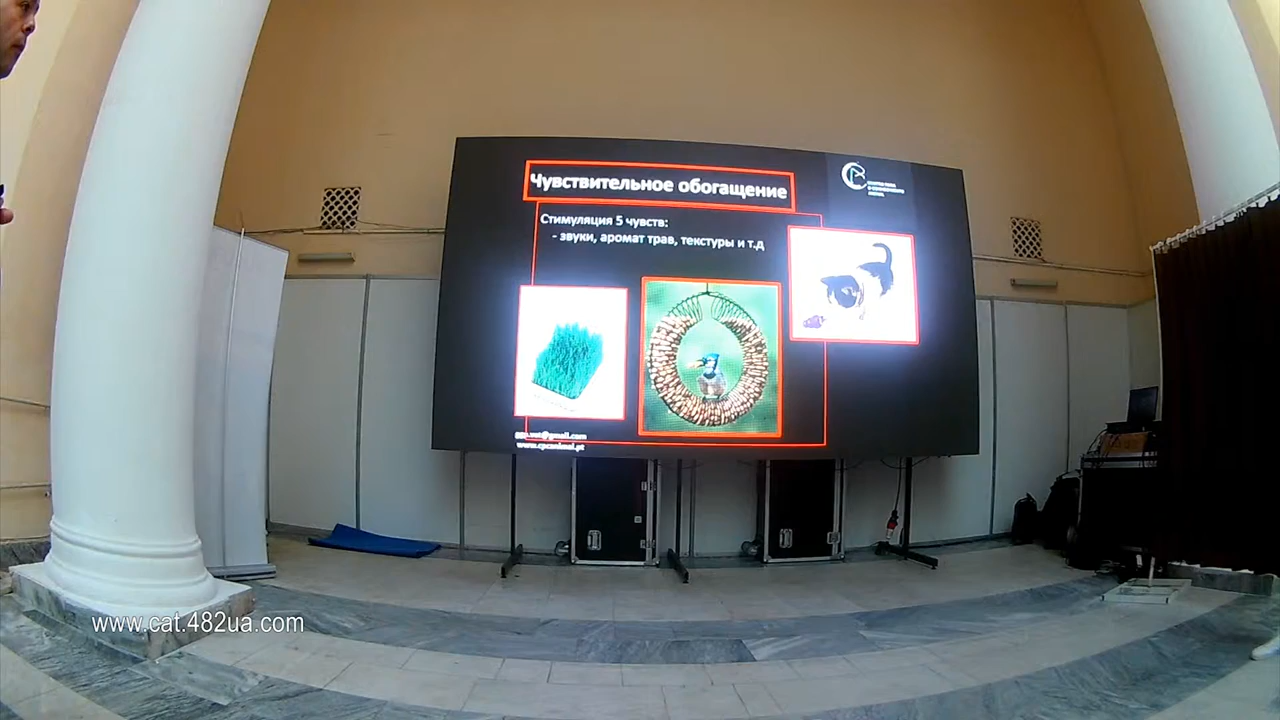 Чувствительное обогащение
Стимуляция 5 чувств:
- звуки, аромат трав, текстуры и т.д
www.cat.482ua.com